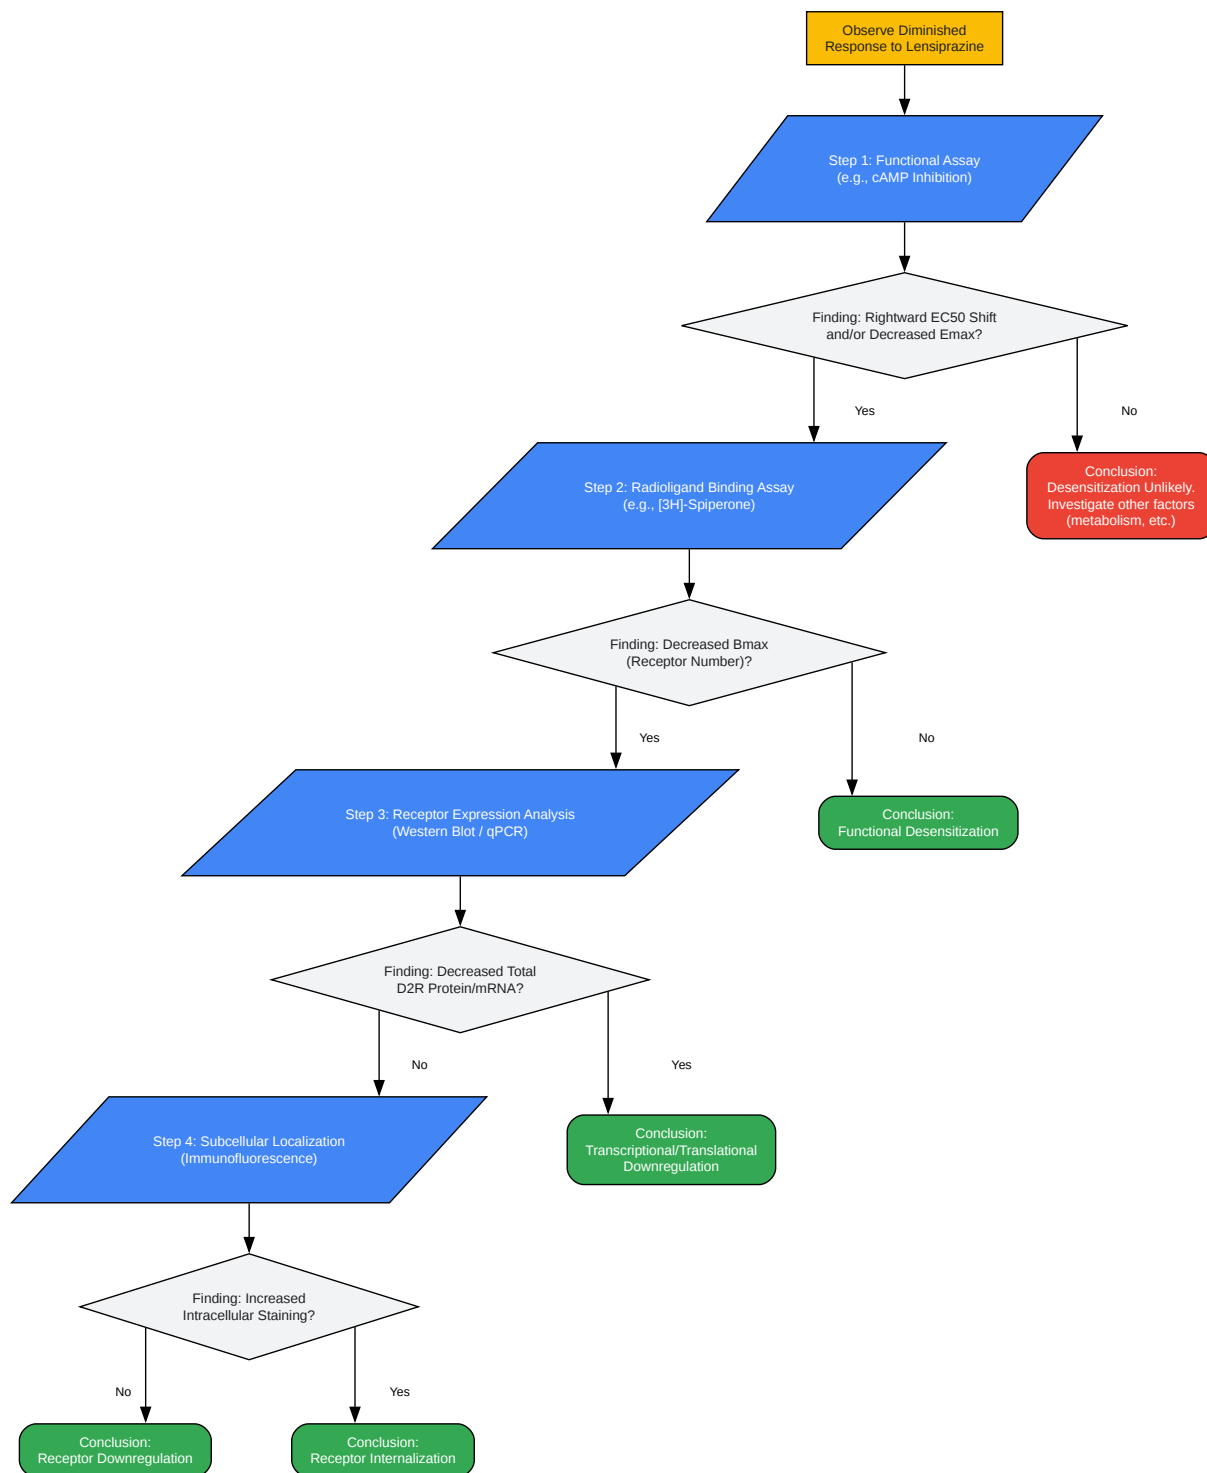 Observe Diminished
Response to Lensiprazine
Step 1: Functional Assay
(e.g., cAMP Inhibition)
Finding: Rightward EC50 Shift
and/or Decreased Emax?
Yes
No
Step 2: Radioligand Binding Assay
(e.g., [3H]-Spiperone)
Conclusion:
Desensitization Unlikely.
Investigate other factors
(metabolism, etc.)
Finding: Decreased Bmax
(Receptor Number)?
Yes
No
Step 3: Receptor Expression Analysis
(Western Blot / qPCR)
Conclusion:
Functional Desensitization
Finding: Decreased Total
D2R Protein/mRNA?
No
Yes
Step 4: Subcellular Localization
(Immunofluorescence)
Conclusion:
Transcriptional/Translational
Downregulation
Finding: Increased
Intracellular Staining?
No
Yes
Conclusion:
Receptor Downregulation
Conclusion:
Receptor Internalization